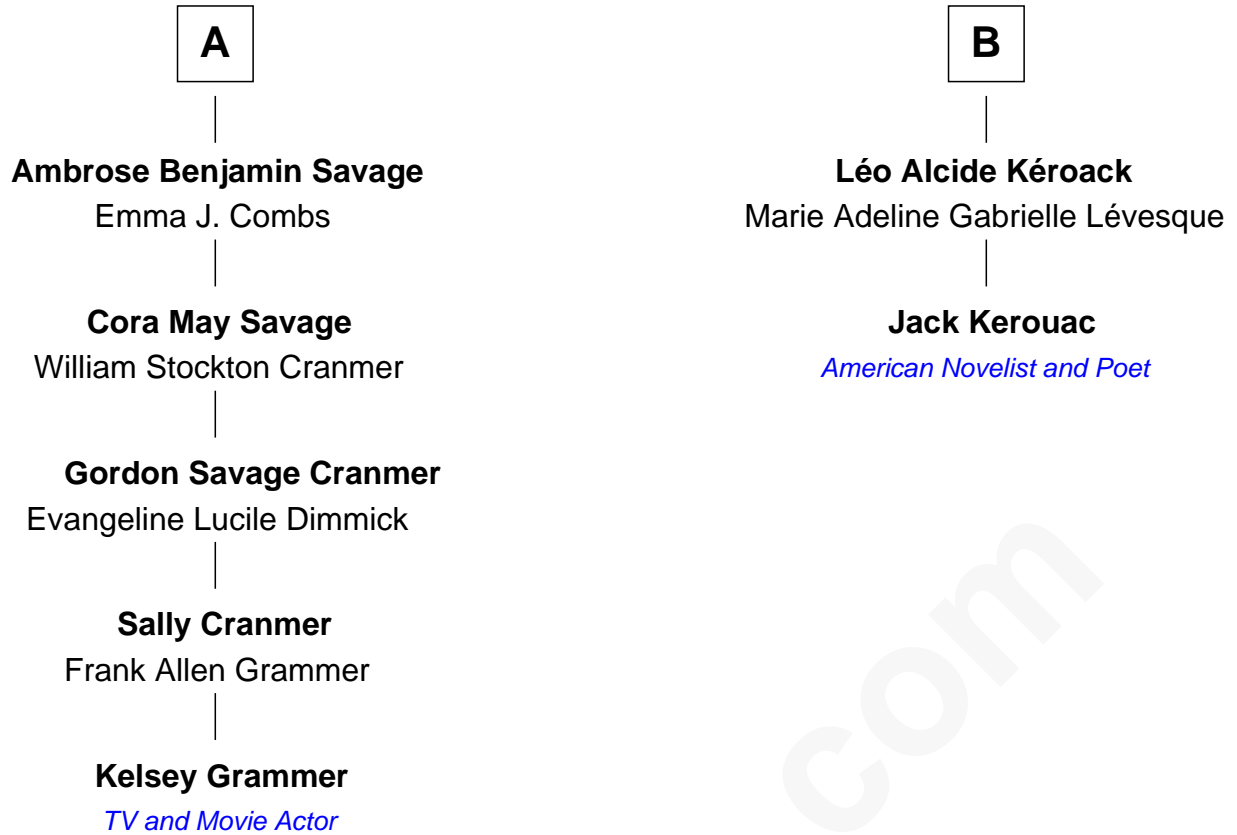 A
Ambrose Benjamin Savage
Emma J. Combs
Cora May Savage
William Stockton Cranmer
Gordon Savage Cranmer
Evangeline Lucile Dimmick
Sally Cranmer
Frank Allen Grammer
Kelsey Grammer
TV and Movie Actor
B
Léo Alcide Kéroack
Marie Adeline Gabrielle Lévesque
Jack Kerouac
American Novelist and Poet
com